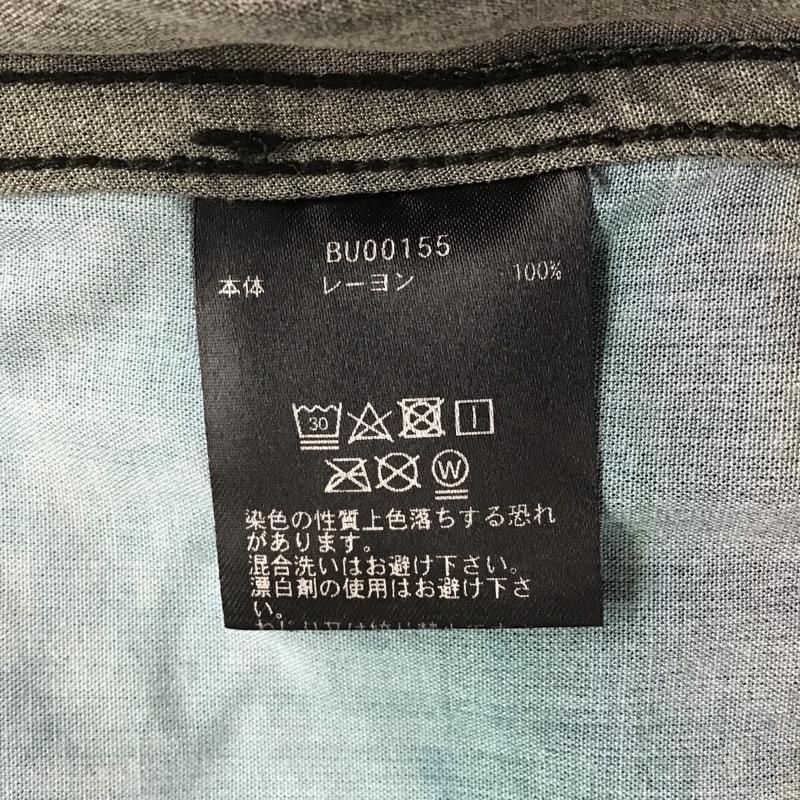 BU00155
本体 レーヨン 100%
30
W
染色の性質上色落ちする恐れ
があります。
混合洗いはお避け下さい。
漂白剤の使用はお避け下さ
い。